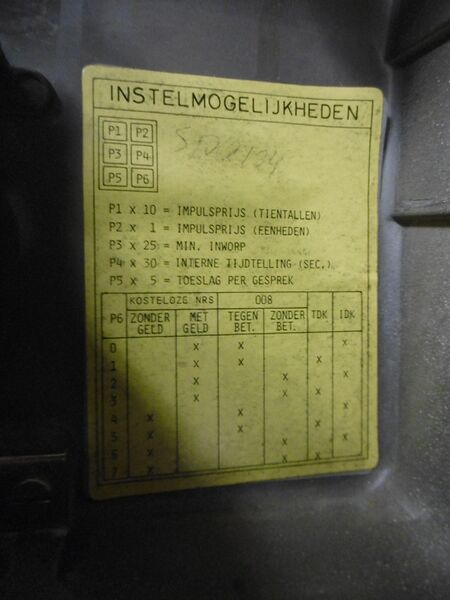 INSTELMOGELIJKHEDEN
P1 P2
P3 P4
P5 P6
P1 x 10 = IMPULSPRIJS (TIENTALLEN)
P2 x 1 = IMPULSPRIJS (EENHEDEN)
P3 x 25 = MIN. INWORP
P4 x 30 = INTERNE TIJDTELLING (SEC.)
P5 x 5 = TOESLAG PER GESPREK
KOSTELOZE NRS 008
P6 ZONDER MET TEGEN ZONDER TDK IDK
GELD GELD BET. BET.
0 x x x
1 x x x
2 x x x
3 x x x
4 x x x
5 x x x
6 x x x
7 x x x